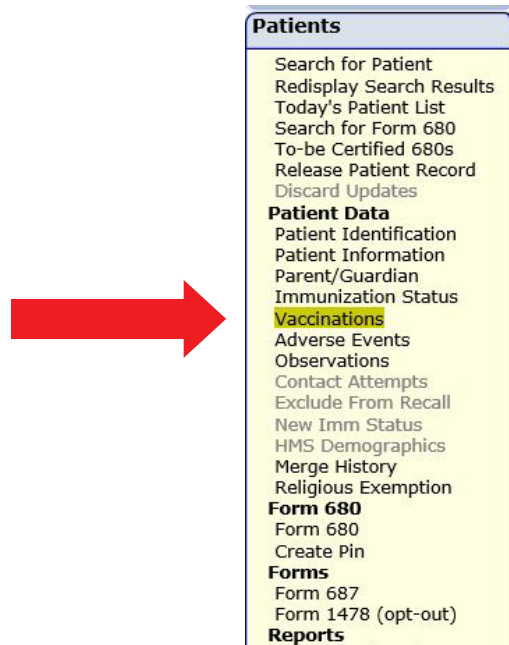 Patients
Search for Patient
Redisplay Search Results
Today's Patient List
Search for Form 680
To-be Certified 680s
Release Patient Record
Discard Updates
Patient Data
Patient Identification
Patient Information
Parent/Guardian
Immunization Status
Vaccinations
Adverse Events
Observations
Contact Attempts
Exclude From Recall
New Imm Status
HMS Demographics
Merge History
Religious Exemption
Form 680
Form 680
Create Pin
Forms
Form 687
Form 1478 (opt-out)
Reports